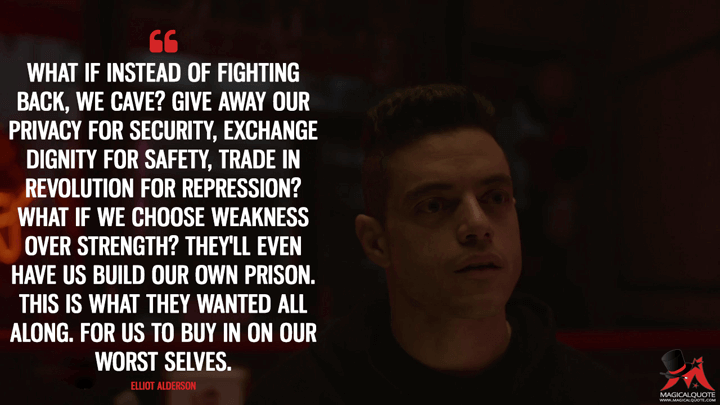 WHAT IF INSTEAD OF FIGHTING
BACK, WE CAVE? GIVE AWAY OUR
PRIVACY FOR SECURITY, EXCHANGE
DIGNITY FOR SAFETY, TRADE IN
REVOLUTION FOR REPRESSION?
WHAT IF WE CHOOSE WEAKNESS
OVER STRENGTH? THEY'LL EVEN
HAVE US BUILD OUR OWN PRISON.
THIS IS WHAT THEY WANTED ALL
ALONG. FOR US TO BUY IN ON OUR
WORST SELVES.
ELLIOT ALDERSON
MAGICALQUOTE
WWW.MAGICALQUOTE.COM